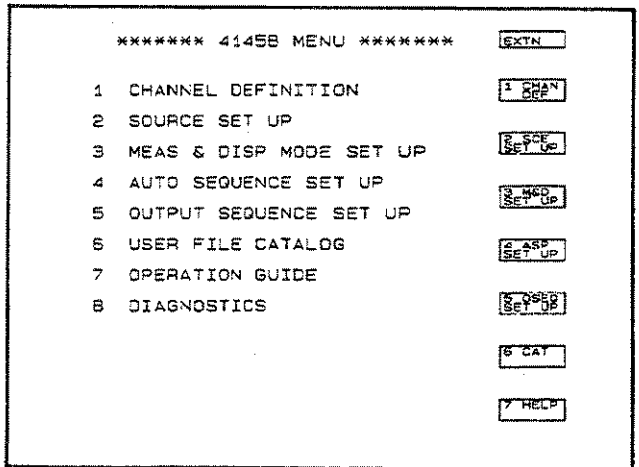 ******* 4145B MENU *******
1 CHANNEL DEFINITION
2 SOURCE SET UP
3 MEAS & DISP MODE SET UP
4 AUTO SEQUENCE SET UP
5 OUTPUT SEQUENCE SET UP
6 USER FILE CATALOG
7 OPERATION GUIDE
8 DIAGNOSTICS
EXTN
1 CHAN
DEF
2 SCE
SET UP
3 M&D
SET UP
4 ASP
SET UP
5 OSEQ
SET UP
6 CAT
7 HELP